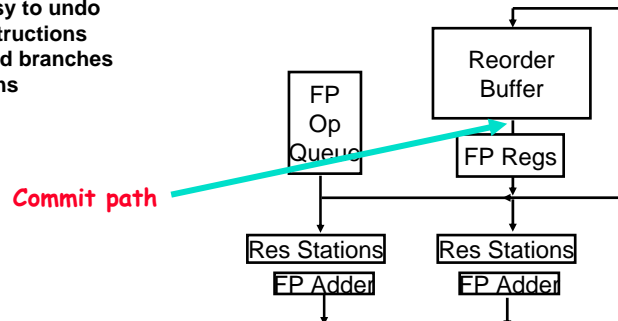 sy to undo
tructions
d branches
ns
Reorder
Buffer
FP
Op
Queue
FP Regs
Commit path
Res Stations
Res Stations
FP Adder
FP Adder